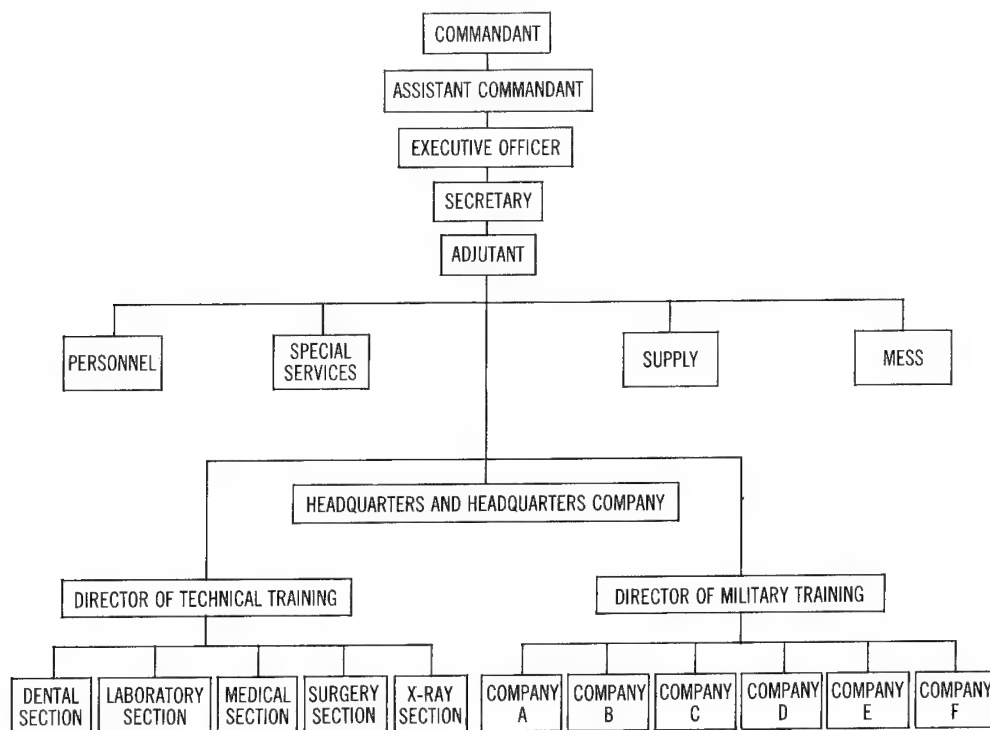 COMMANDANT
ASSISTANT COMMANDANT
EXECUTIVE OFFICER
SECRETARY
ADJUTANT
PERSONNEL
SPECIAL
SERVICES
SUPPLY
MESS
HEADQUARTERS AND HEADQUARTERS COMPANY
DIRECTOR OF TECHNICAL TRAINING
DIRECTOR OF MILITARY TRAINING
DENTAL
SECTION
LABORATORY
SECTION
MEDICAL
SECTION
SURGERY
SECTION
X-RAY
SECTION
COMPANY
A
COMPANY
B
COMPANY
C
COMPANY
D
COMPANY
E
COMPANY
F